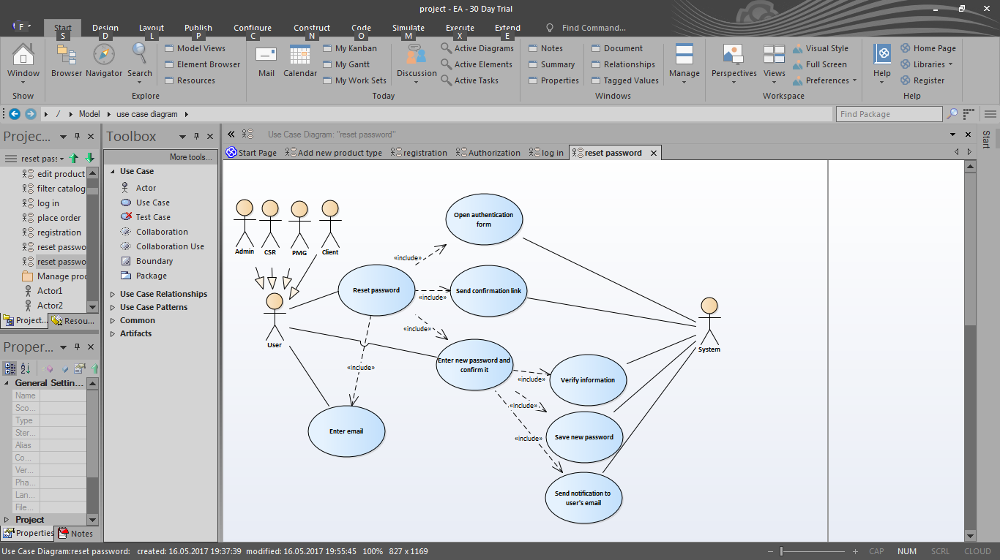 project - EA - 30 Day Trial
F
Start Design Layout Publish Configure Construct Code Simulate Execute Extend Find Command...
S D L P C N O M X E
Model Views My Kanban Active Diagrams Notes Document Visual Style Home Page
Element Browser My Gantt Active Elements Summary Relationships Full Screen Libraries
Window Browser Navigator Search Mail Calendar Discussion Manage Perspectives Views Help
Resources My Work Sets Active Tasks Properties Tagged Values Preferences Register
Show Explore Today Windows Workspace Help
/ Model use case diagram Find Package
Projec...
reset pass
edit product
filter catalog
log in
place order
registration
reset passwo
reset passwo
Manage prod
Actor1
Actor2
Project... Resou...
Proper...
General Settin...
Name
Sco...
Type
Ster...
Alias
Co...
Ver...
Pha...
Lan...
File...
Project
Properties Notes
Toolbox
More tools...
Use Case
Actor
Use Case
Test Case
Collaboration
Collaboration Use
Boundary
Package
Use Case Relationships
Use Case Patterns
Common
Artifacts
Use Case Diagram: "reset password"
Start Page Add new product type registration Authorization log in reset password
Start
Admin CSR PMG Client
User
System
Open authentication
form
«include»
Reset password
Send confirmation link
«include»
«include»
Enter new password and
confirm it
«include»
«include»
Verify information
«include»
Enter email
«include»
Save new password
Send notification to
user's email
Use Case Diagram:reset password: created: 16.05.2017 19:37:39 modified: 16.05.2017 19:55:45 100% 827 x 1169
CAP NUM SCRL CLOUD